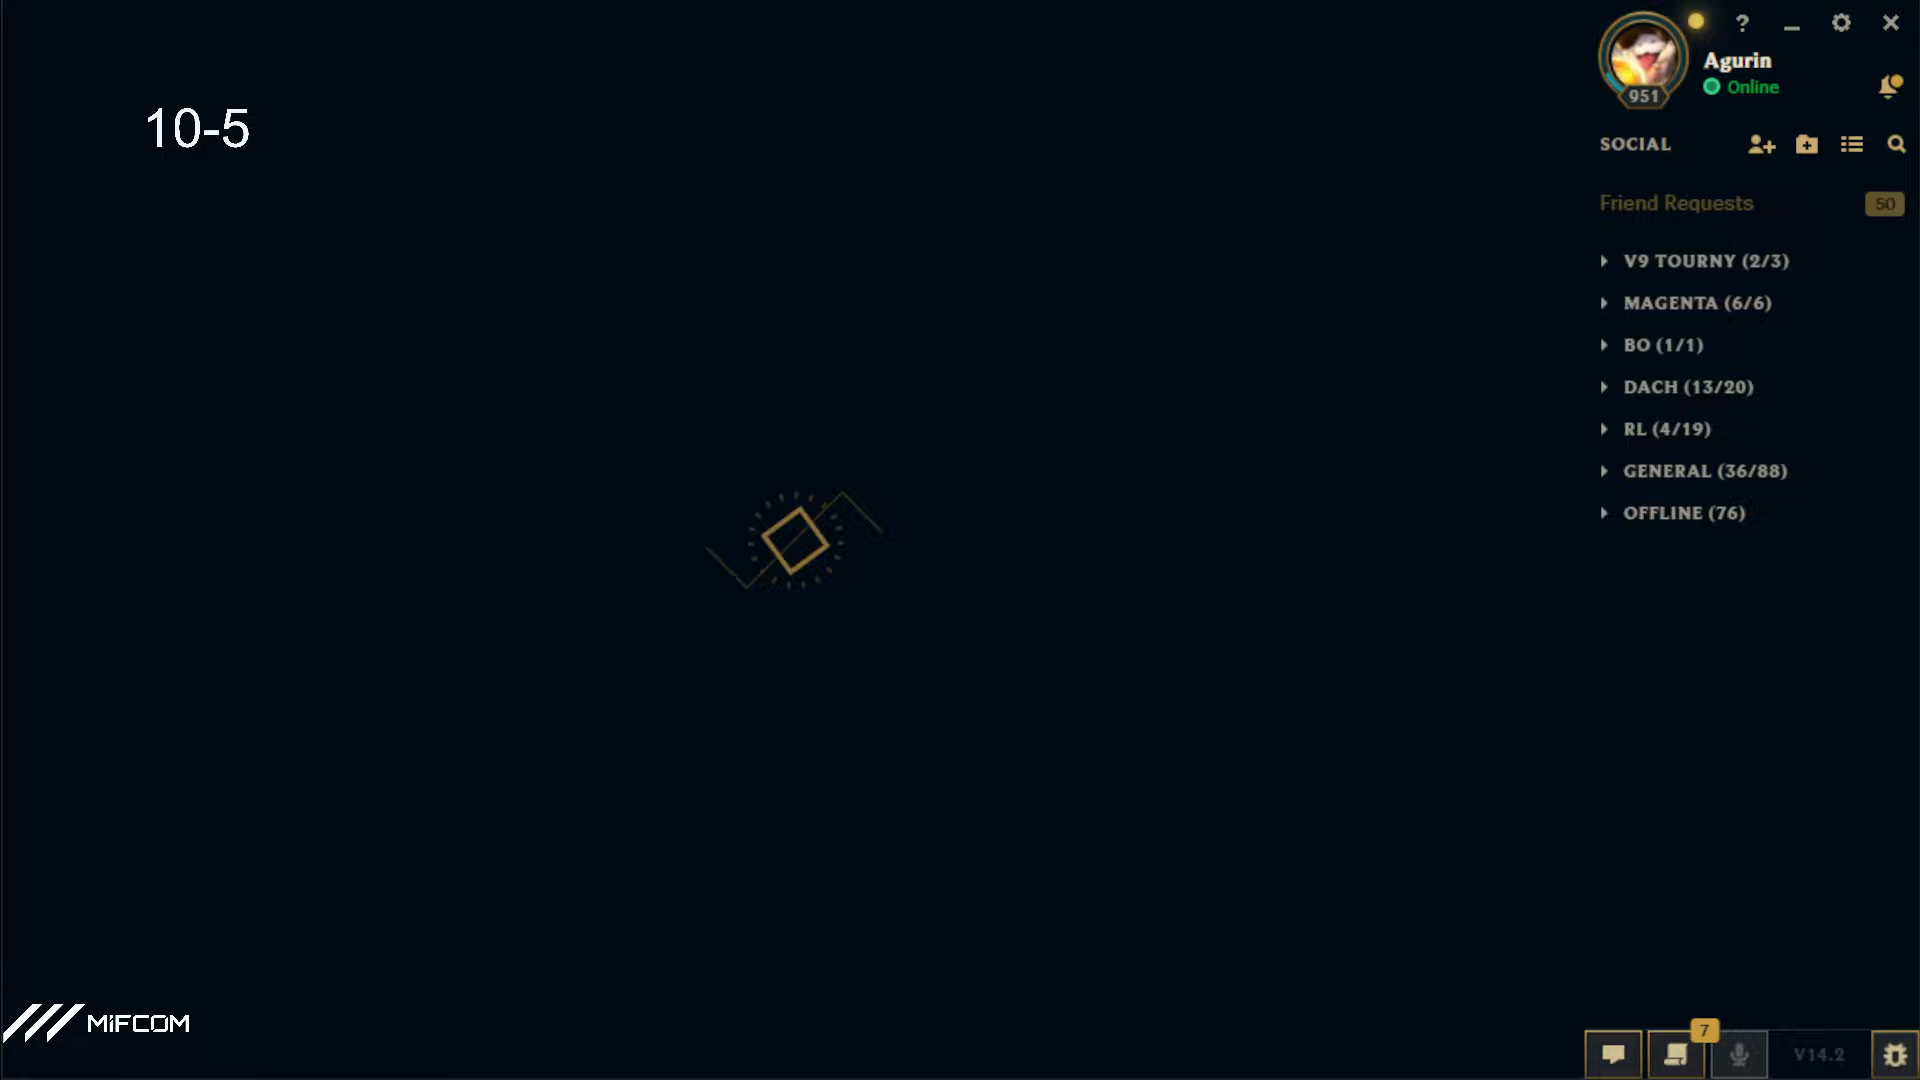 ?
Agurin
951
Online
10-5
SOCIAL
Friend Requests
50
V9 TOURNY (2/3)
MAGENTA (6/6)
BO (1/1)
DACH (13/20)
RL (4/19)
GENERAL (36/88)
OFFLINE (76)
MIFCOM
7
V14.2